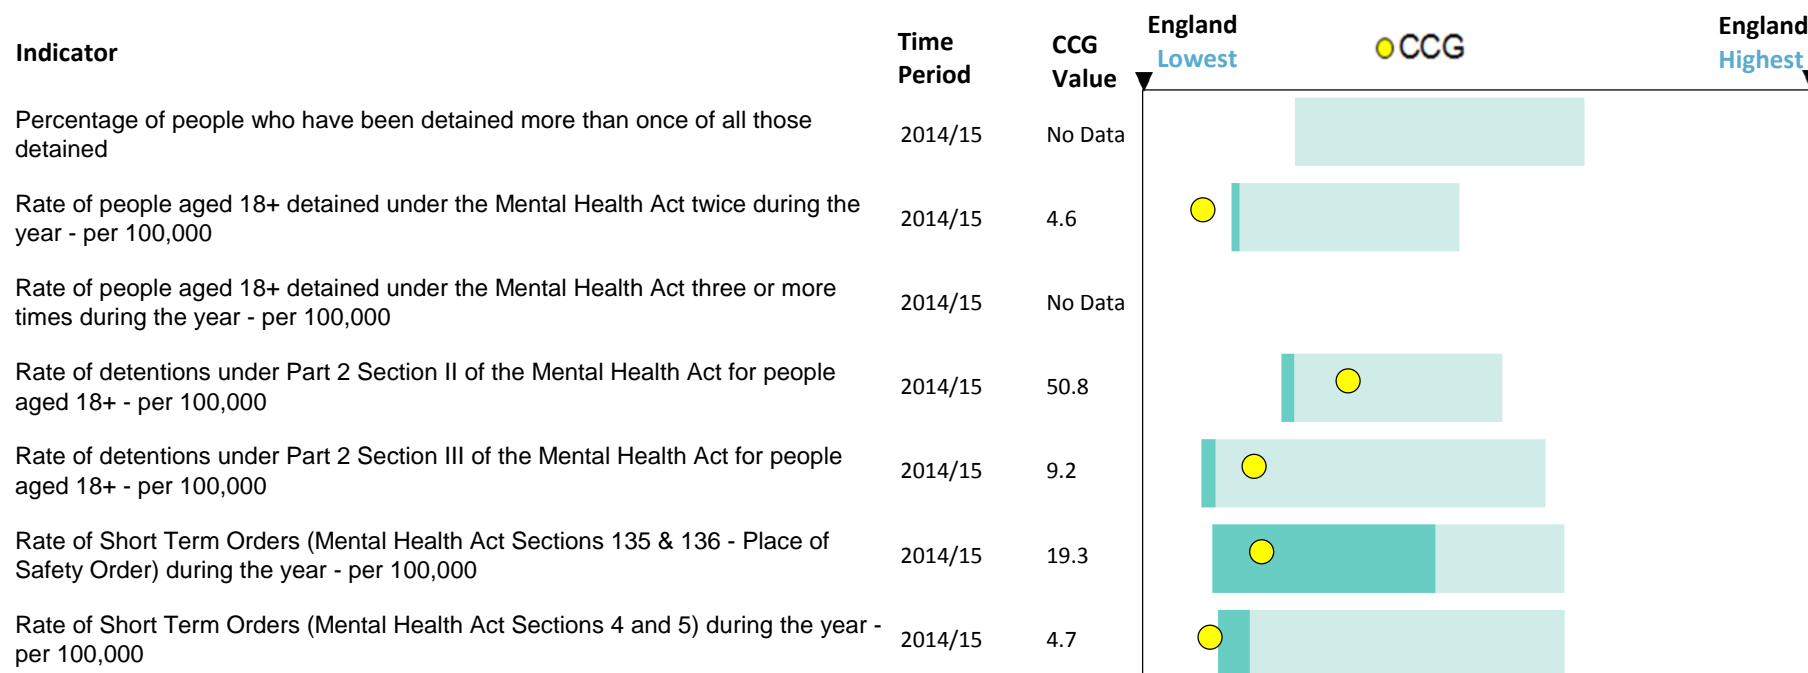 Indicator
Time Period
CCG Value
England Lowest
CCG
England Highest
Percentage of people who have been detained more than once of all those
detained
2014/15
No Data
Rate of people aged 18+ detained under the Mental Health Act twice during the
year - per 100,000
2014/15
4.6
Rate of people aged 18+ detained under the Mental Health Act three or more
times during the year - per 100,000
2014/15
No Data
Rate of detentions under Part 2 Section II of the Mental Health Act for people
aged 18+ - per 100,000
2014/15
50.8
Rate of detentions under Part 2 Section III of the Mental Health Act for people
aged 18+ - per 100,000
2014/15
9.2
Rate of Short Term Orders (Mental Health Act Sections 135 & 136 - Place of
Safety Order) during the year - per 100,000
2014/15
19.3
Rate of Short Term Orders (Mental Health Act Sections 4 and 5) during the year -
per 100,000
2014/15
4.7